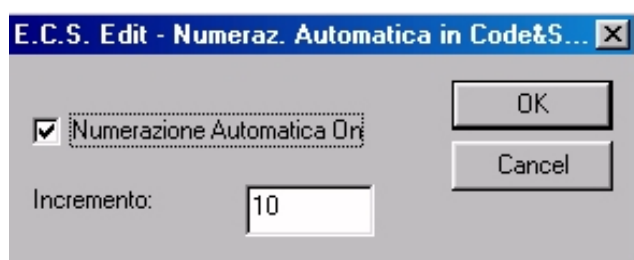 E.C.S. Edit - Numeraz. Automatica in Code&S...
OK
Numerazione Automatica On
Cancel
Incremento:
10